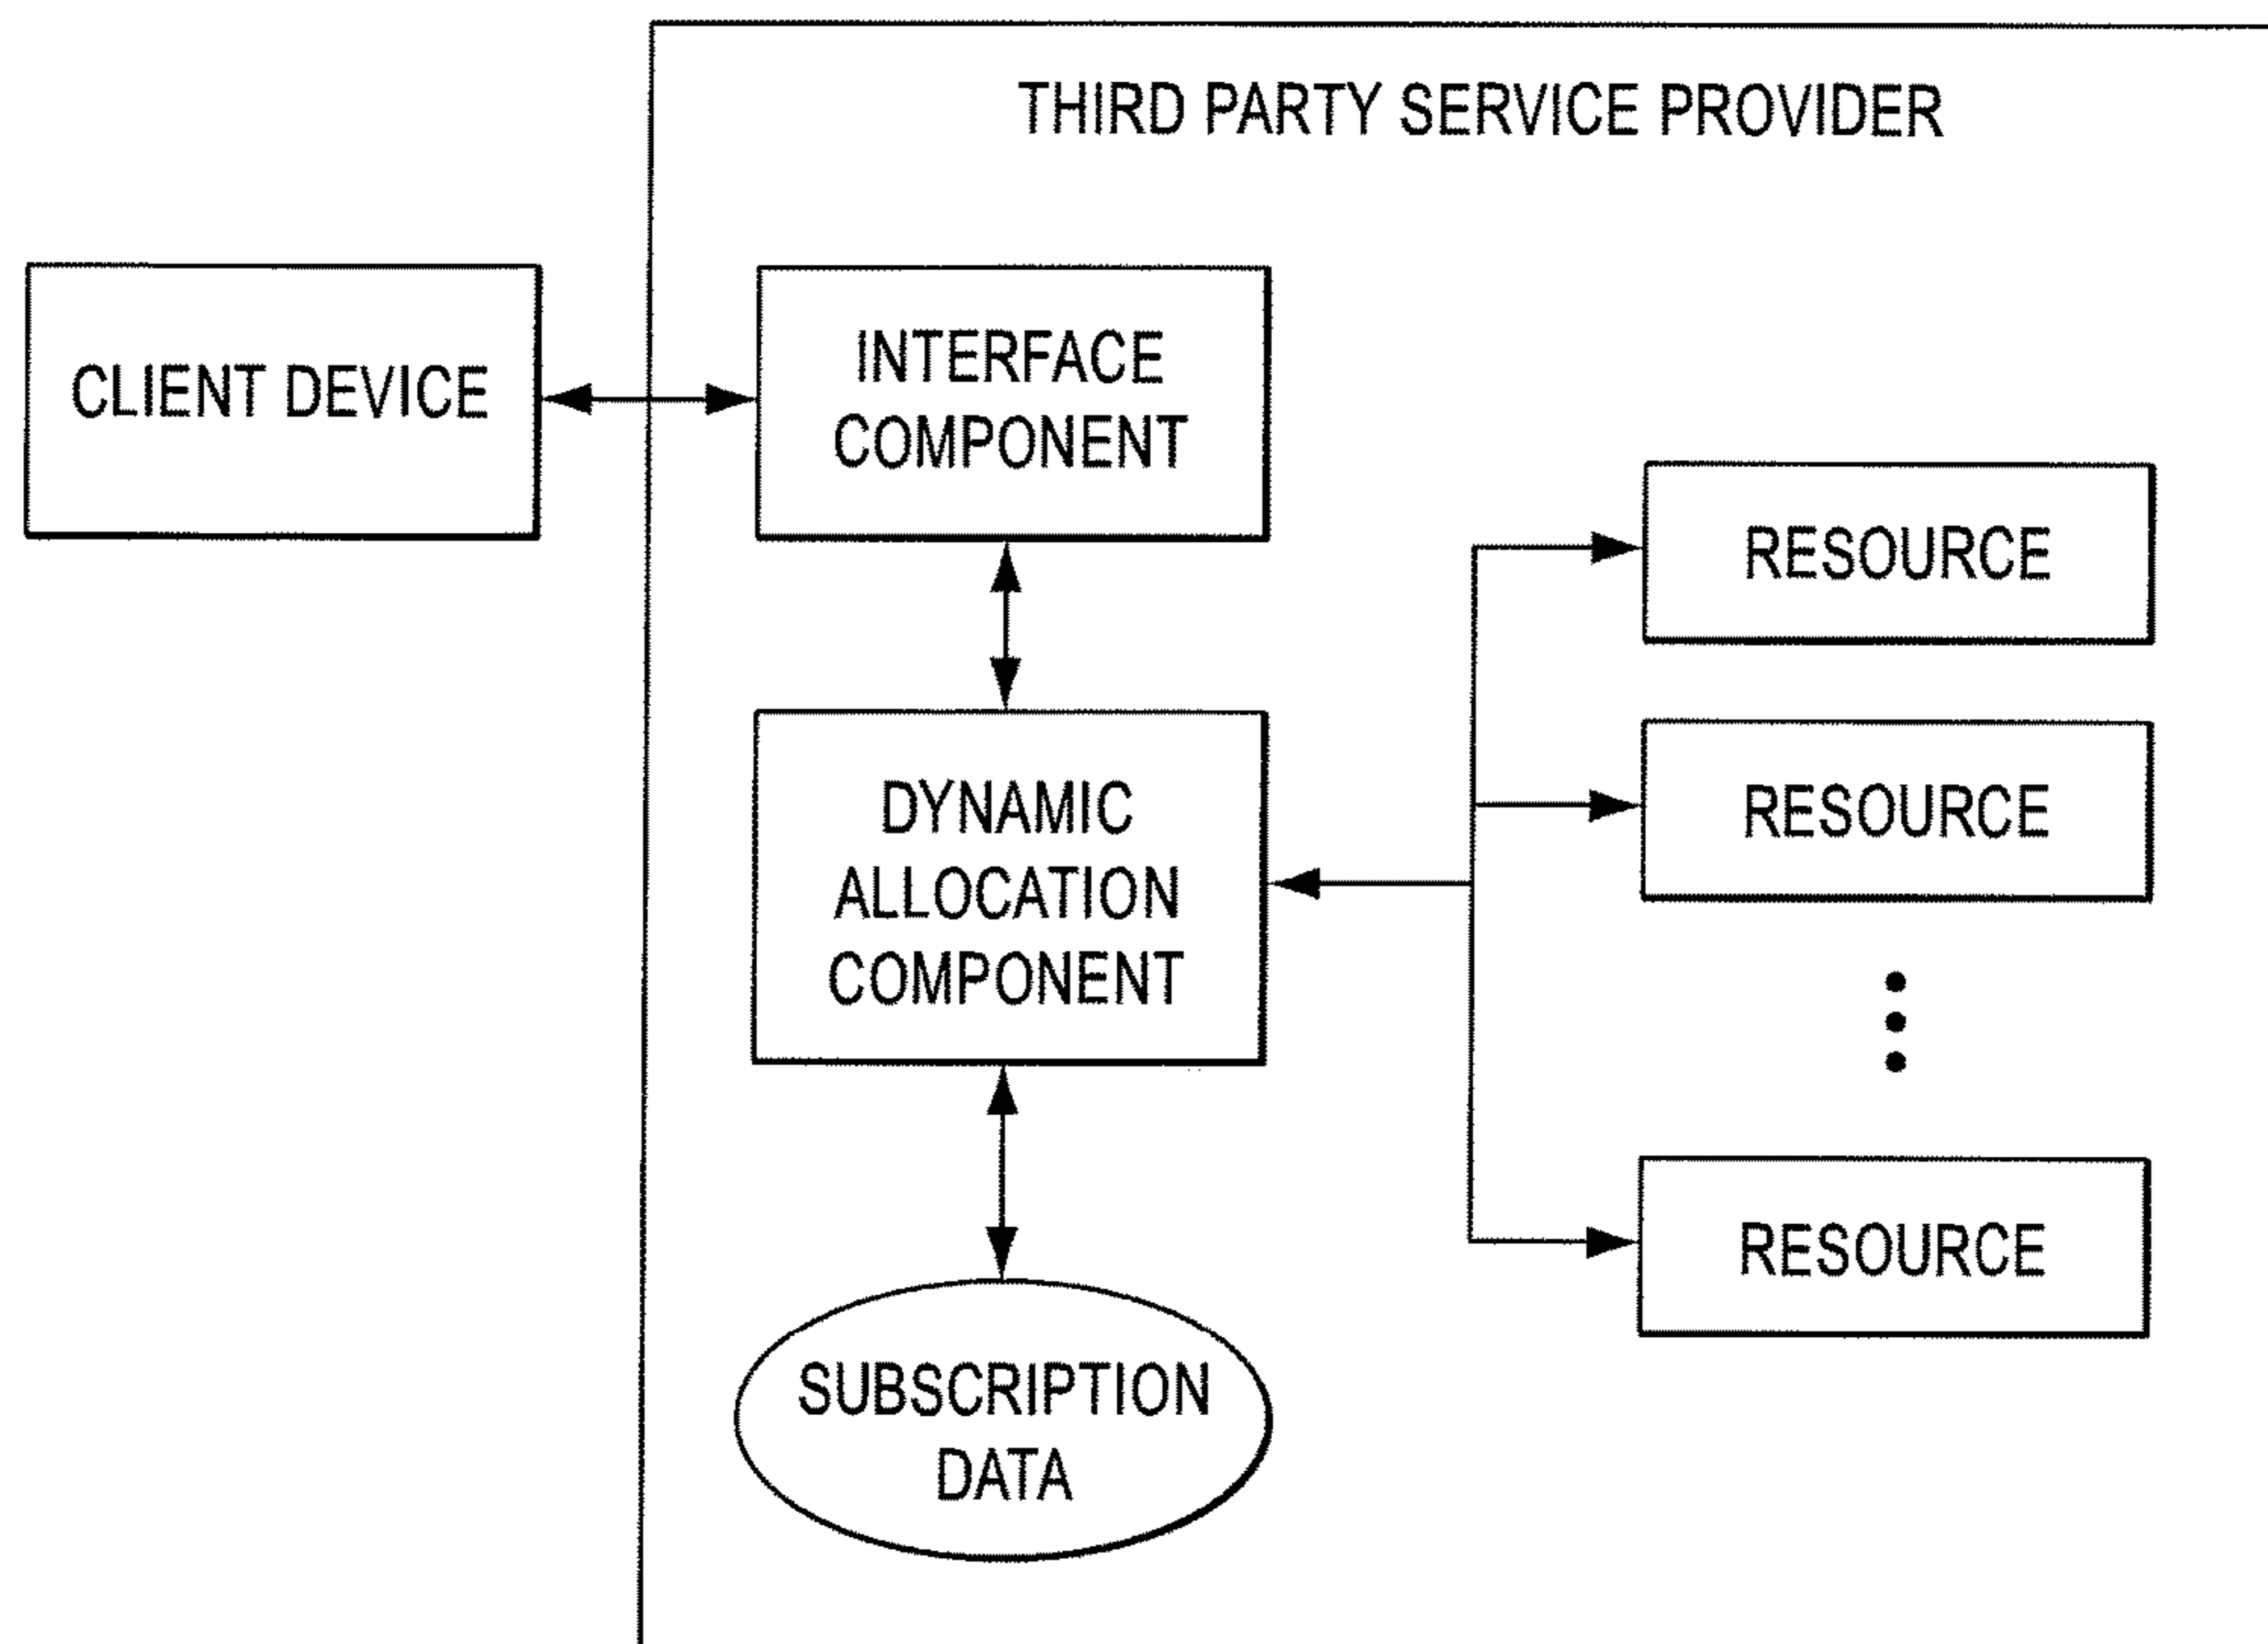 THIRD PARTY SERVICE PROVIDER
CLIENT DEVICE
INTERFACE
COMPONENT
DYNAMIC
ALLOCATION
COMPONENT
SUBSCRIPTION
DATA
RESOURCE
RESOURCE
RESOURCE